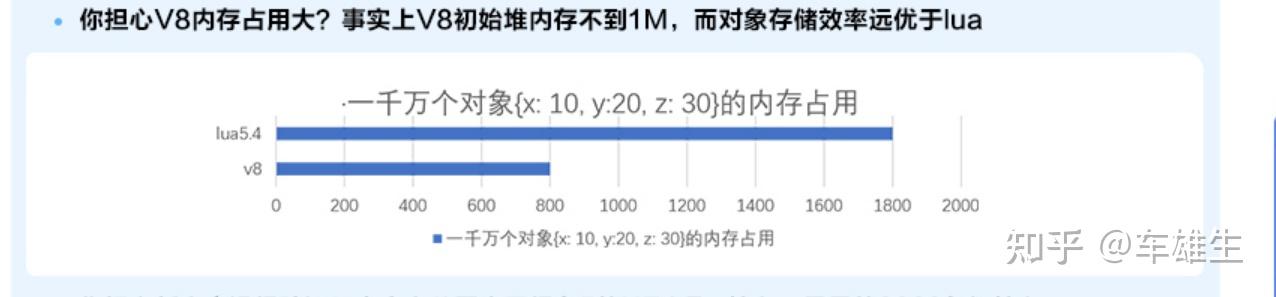 • 你担心V8内存占用大？事实上V8初始堆内存不到1M，而对象存储效率远优于lua
·一千万个对象{x: 10, y:20, z: 30}的内存占用
lua5.4
v8
0 200 400 600 800 1000 1200 1400 1600 1800 2000
■ 一千万个对象{x: 10, y:20, z: 30}的内存占用
知乎 @车雄生